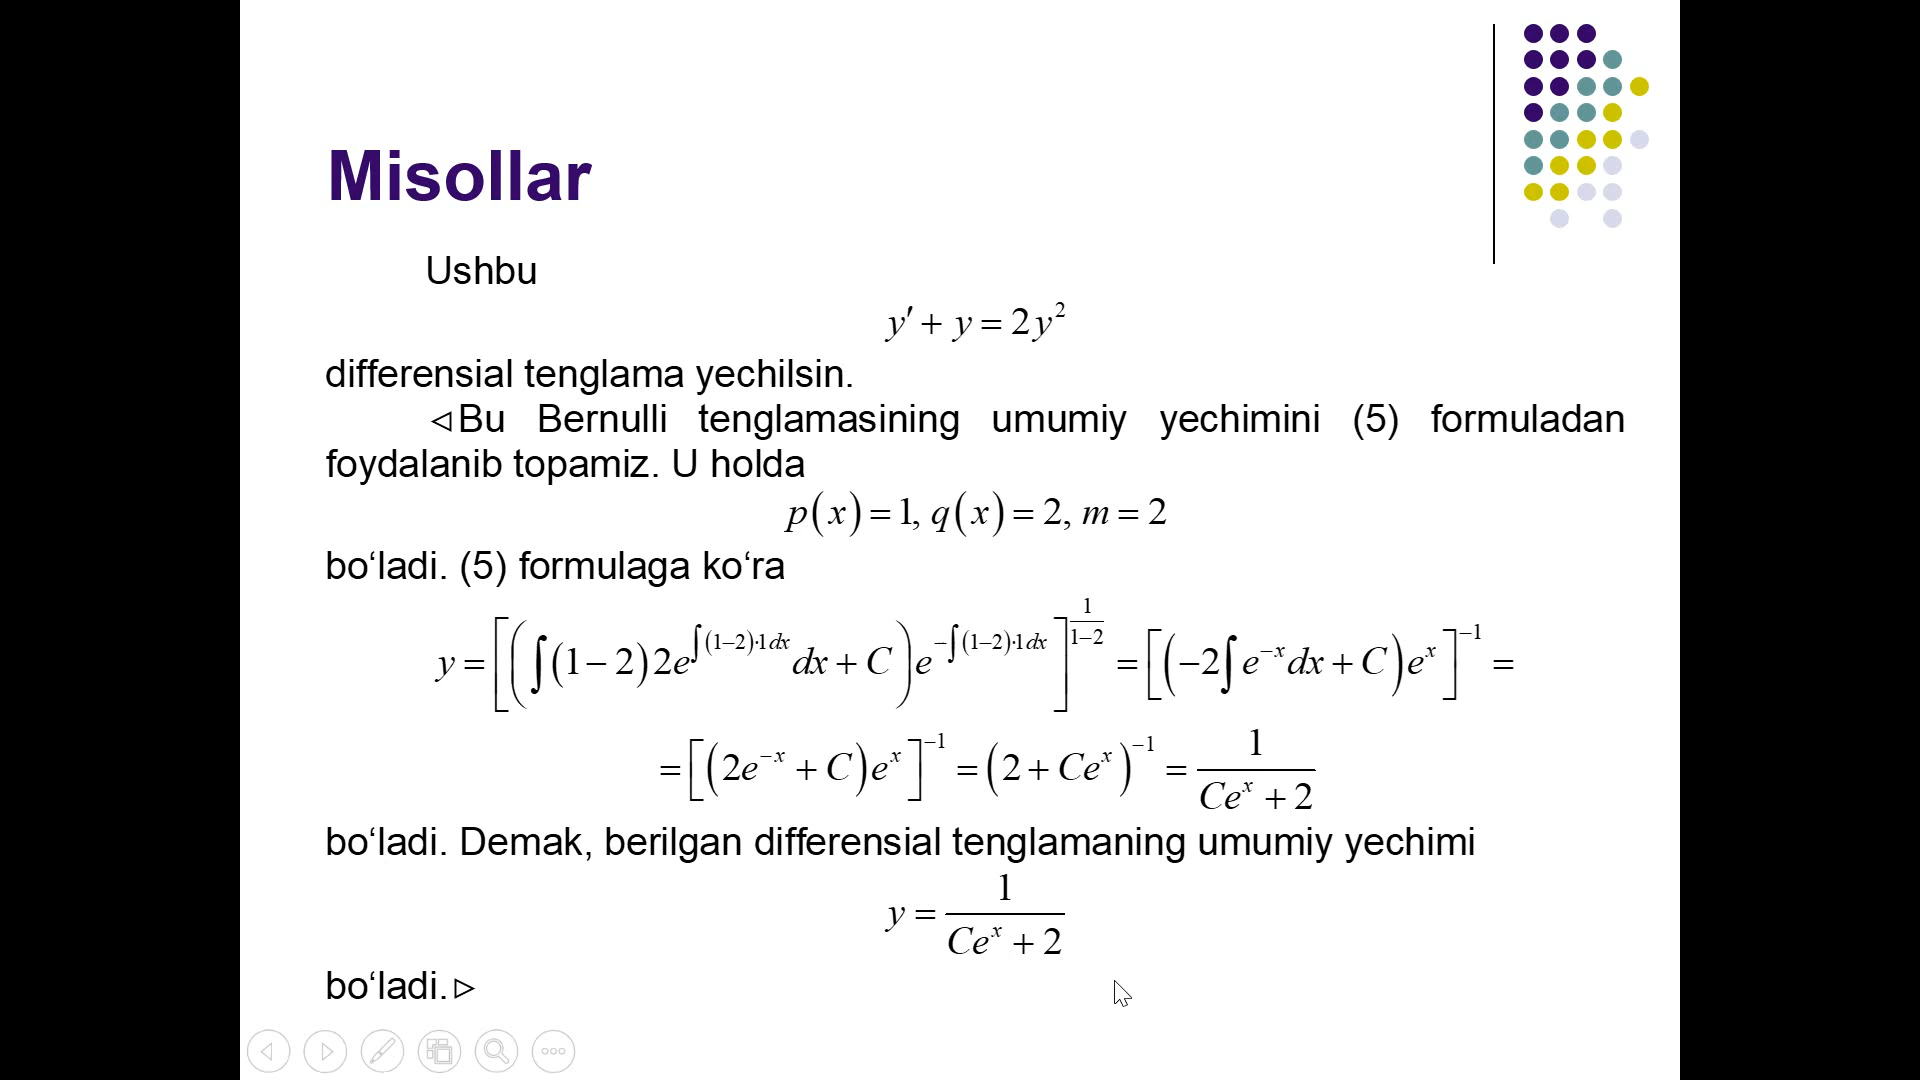 Misollar
Ushbu
y′ + y = 2y²
differensial tenglama yechilsin.
◃Bu Bernulli tenglamasining umumiy yechimini (5) formuladan
foydalanib topamiz. U holda
p(x) = 1, q(x) = 2, m = 2
bo‘ladi. (5) formulaga ko‘ra
y = [(∫(1−2)2e^{∫(1−2)·1dx}dx + C)e^{−∫(1−2)·1dx}]^{1/(1−2)} = [(−2∫e^{−x}dx + C)e^{x}]^{−1} =
= [(2e^{−x} + C)e^{x}]^{−1} = (2 + Ce^{x})^{−1} = 1/(Ce^{x} + 2)
bo‘ladi. Demak, berilgan differensial tenglamaning umumiy yechimi
y = 1/(Ce^{x} + 2)
bo‘ladi.▹